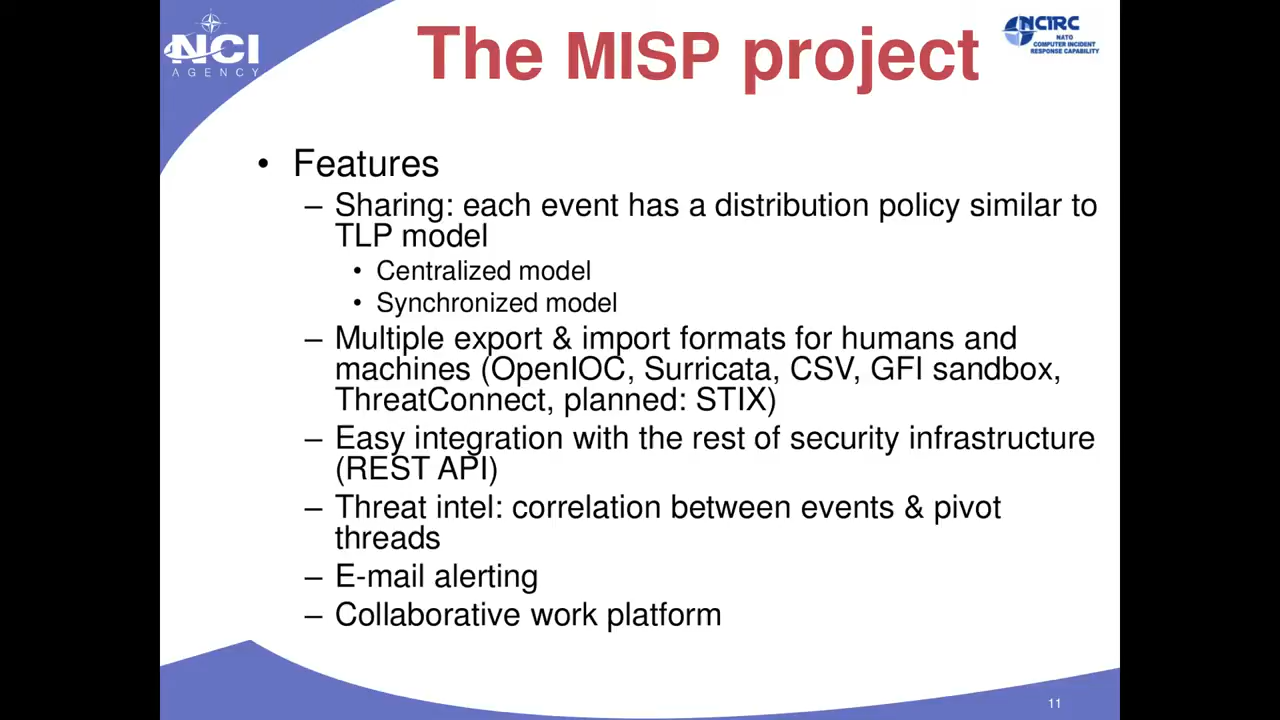 NCI
AGENCY
The MISP project
NCIRC
NATO
COMPUTER INCIDENT
RESPONSE CAPABILITY
• Features
– Sharing: each event has a distribution policy similar to
TLP model
• Centralized model
• Synchronized model
– Multiple export & import formats for humans and
machines (OpenIOC, Surricata, CSV, GFI sandbox,
ThreatConnect, planned: STIX)
– Easy integration with the rest of security infrastructure
(REST API)
– Threat intel: correlation between events & pivot
threads
– E-mail alerting
– Collaborative work platform
11